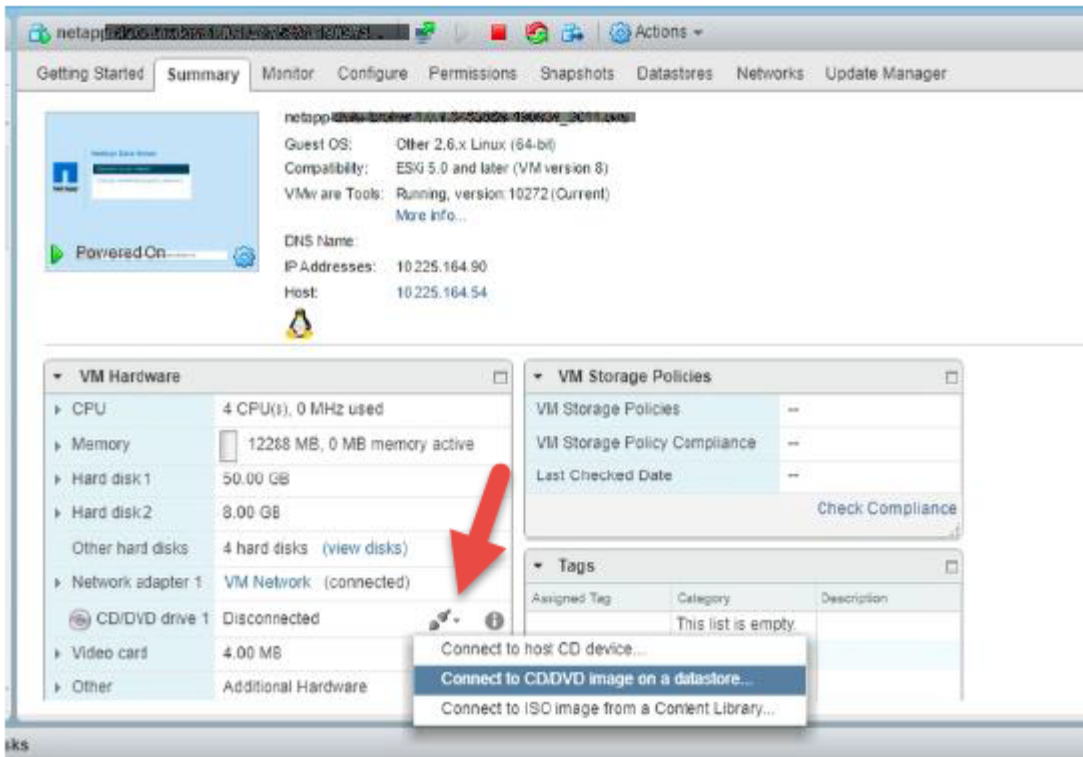 netapp
Actions
Getting Started Summary Monitor Configure Permissions Snapshots Datastores Networks Update Manager
netapp
Guest OS: Other 2.6.x Linux (64-bit)
Compatibility: ESXi 5.0 and later (VM version 8)
VMware Tools: Running, version:10272 (Current)
More info...
DNS Name:
IP Addresses: 10.225.164.90
Host: 10.225.164.54
Powered On
VM Hardware
CPU 4 CPU(s), 0 MHz used
Memory 12288 MB, 0 MB memory active
Hard disk 1 50.00 GB
Hard disk 2 8.00 GB
Other hard disks 4 hard disks (view disks)
Network adapter 1 VM Network (connected)
CD/DVD drive 1 Disconnected
Video card 4.00 MB
Other Additional Hardware
Connect to host CD device...
Connect to CD/DVD image on a datastore...
Connect to ISO image from a Content Library...
VM Storage Policies
VM Storage Policies --
VM Storage Policy Compliance --
Last Checked Date --
Check Compliance
Tags
Assigned Tag Category Description
This list is empty.
sks